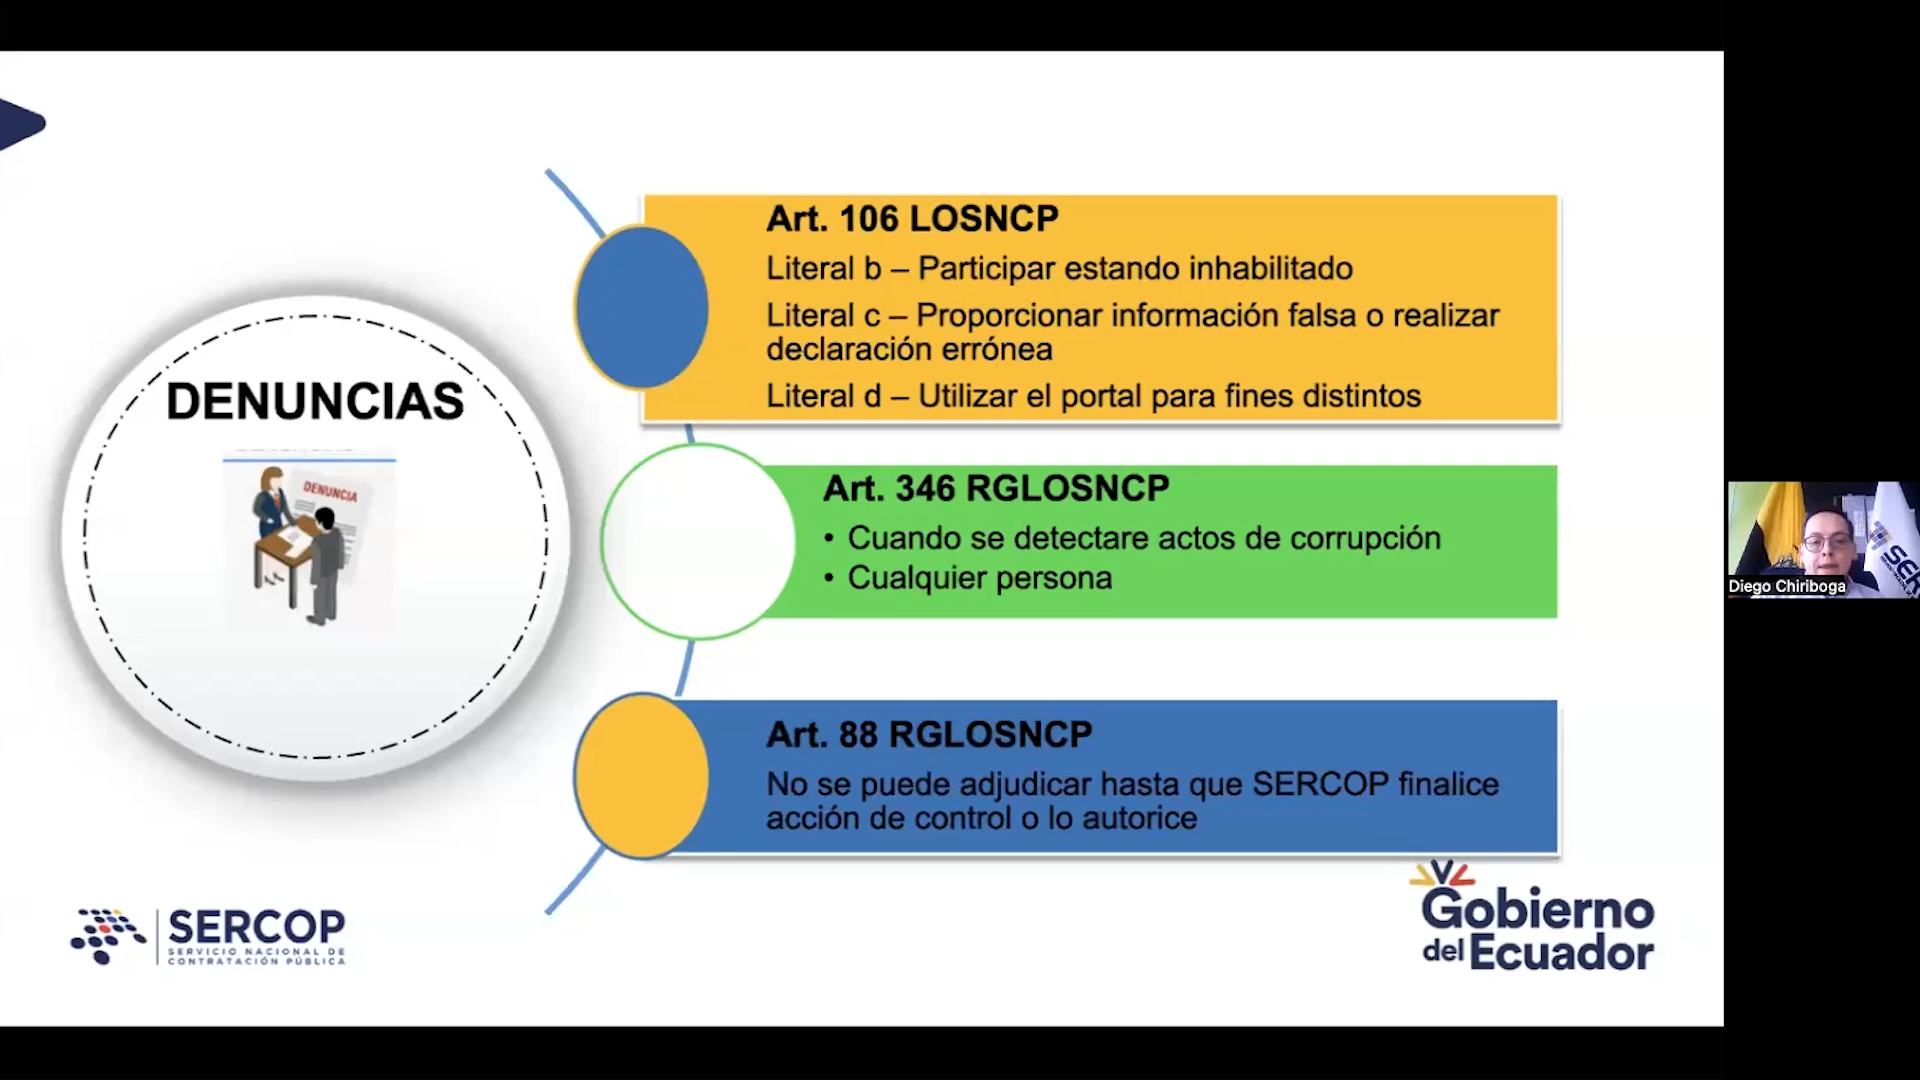 DENUNCIAS
DENUNCIA
Art. 106 LOSNCP
Literal b – Participar estando inhabilitado
Literal c – Proporcionar información falsa o realizar
declaración errónea
Literal d – Utilizar el portal para fines distintos
Art. 346 RGLOSNCP
• Cuando se detectare actos de corrupción
• Cualquier persona
Art. 88 RGLOSNCP
No se puede adjudicar hasta que SERCOP finalice
acción de control o lo autorice
SERCOP
SERVICIO NACIONAL DE
CONTRATACIÓN PÚBLICA
Gobierno
del Ecuador
Diego Chiriboga